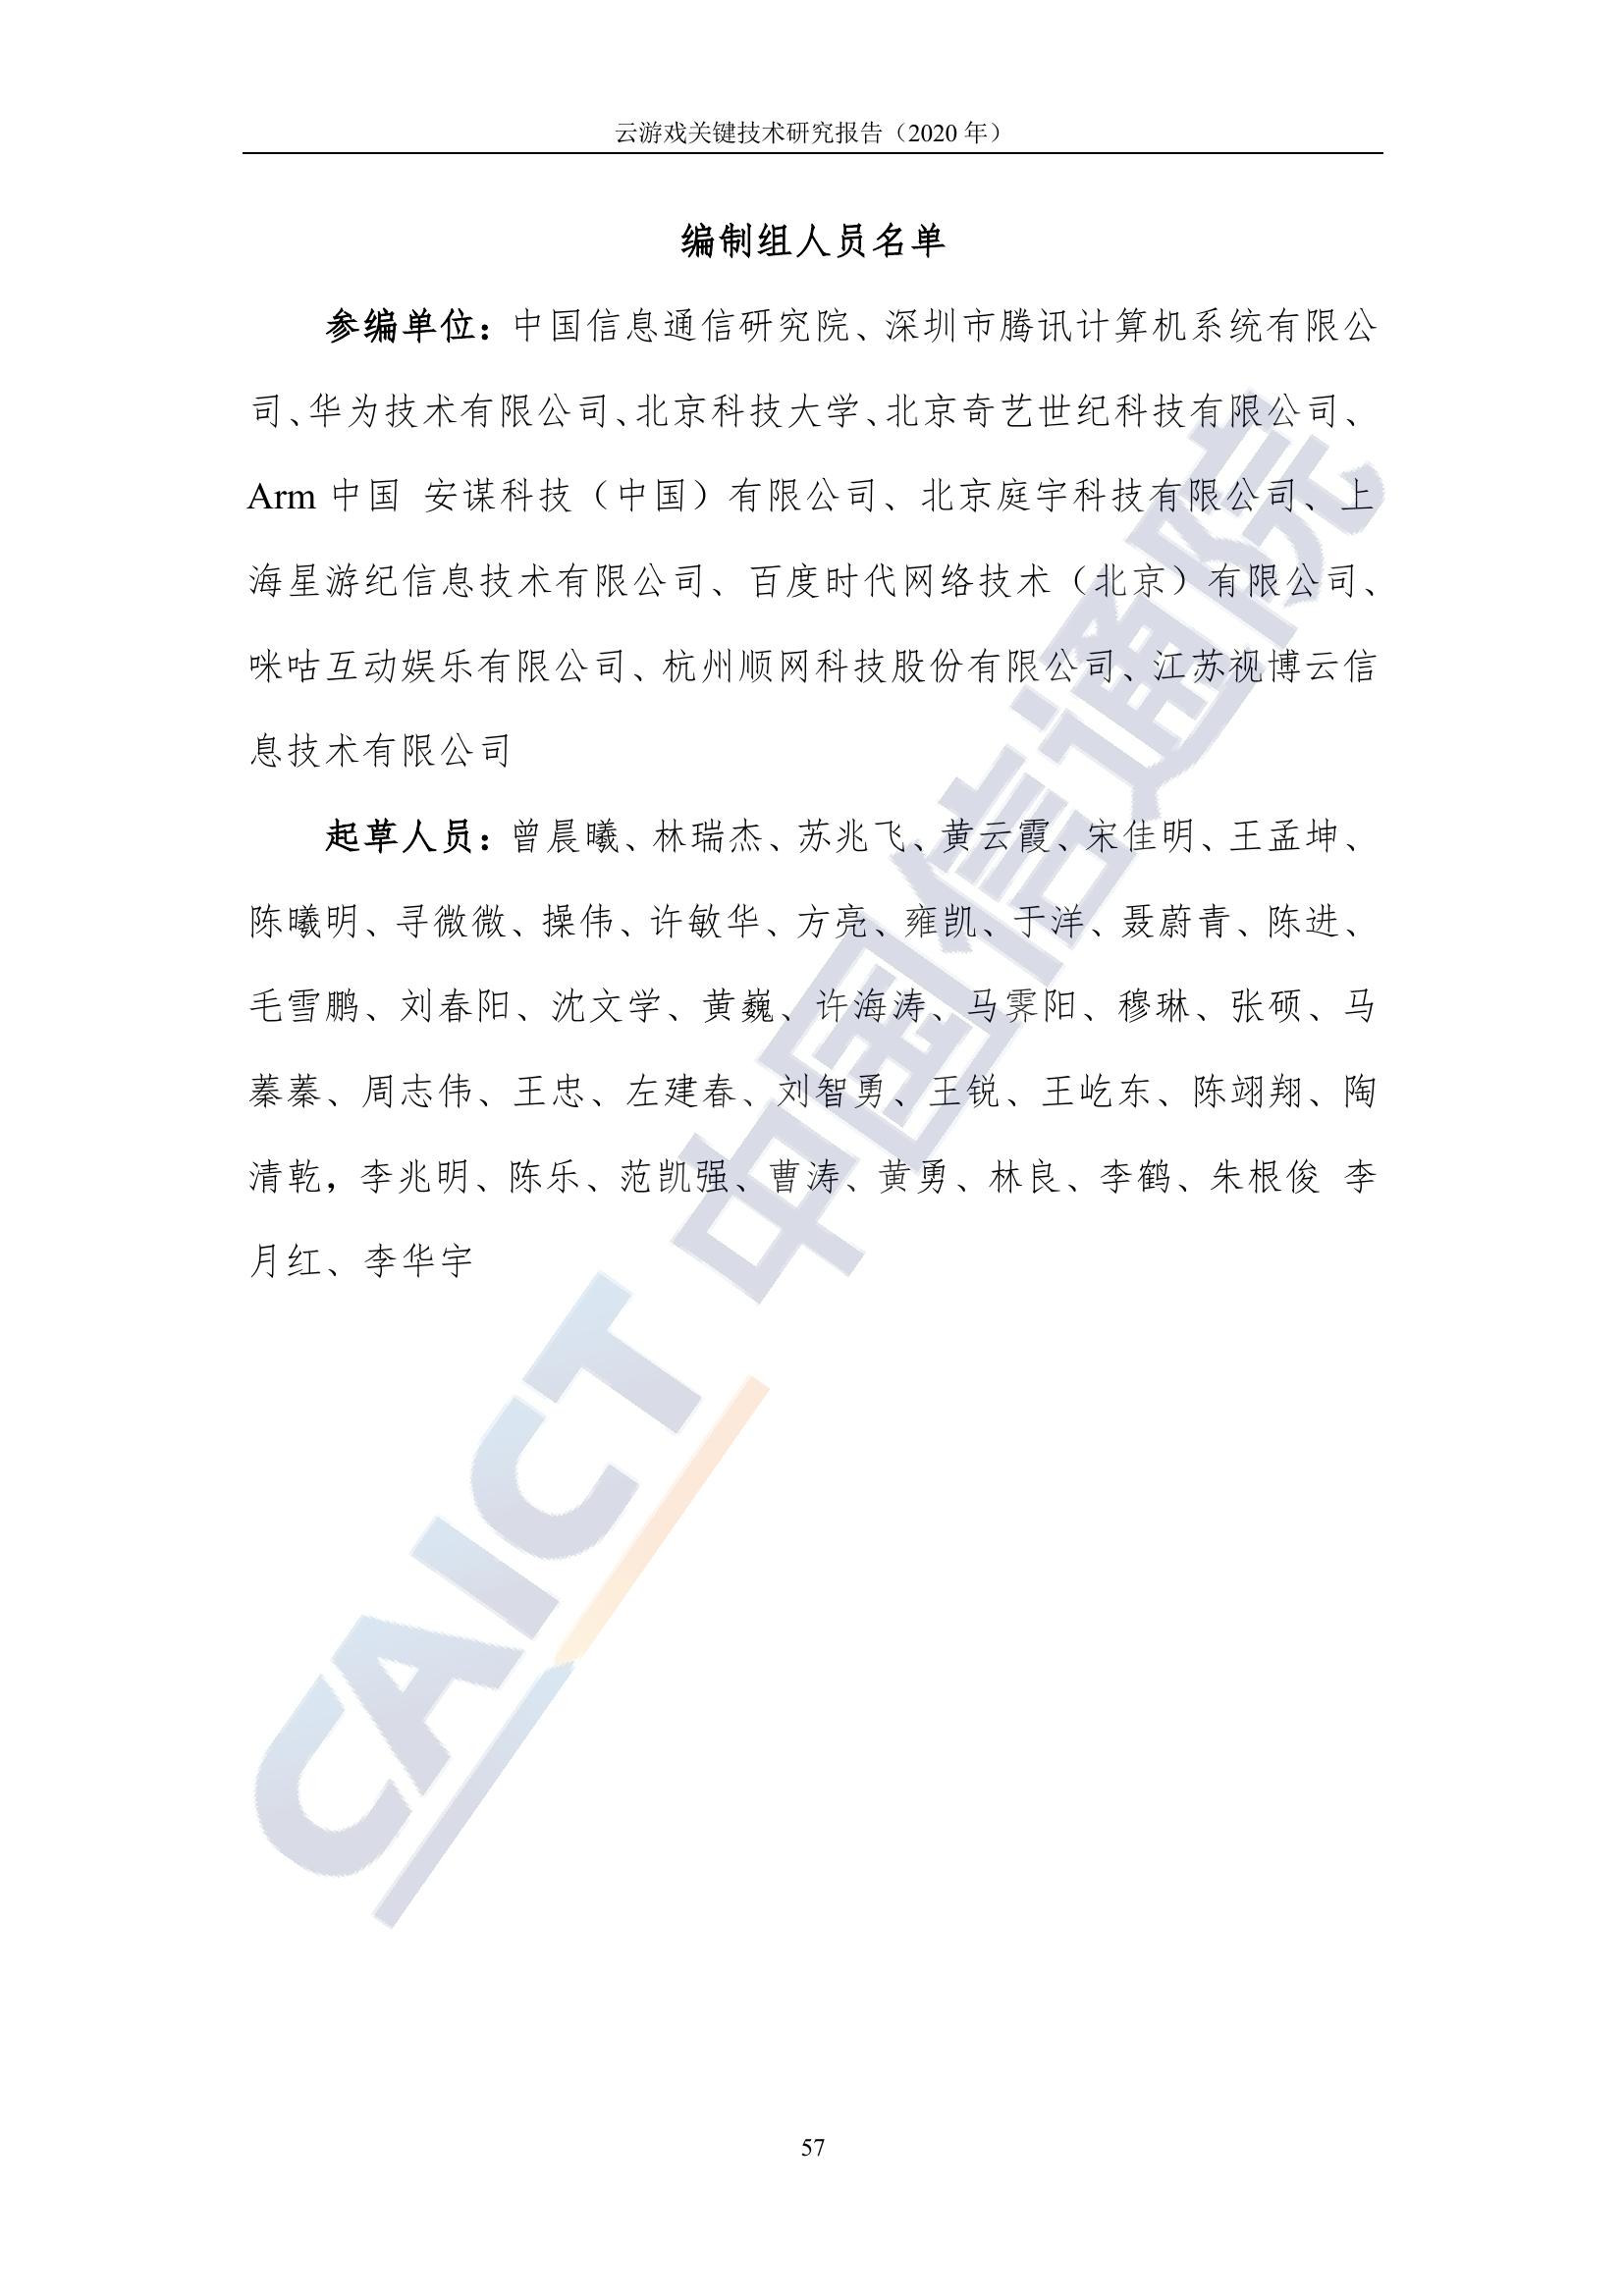 云游戏关键技术研究报告（2020 年）
编制组人员名单
参编单位：中国信息通信研究院、深圳市腾讯计算机系统有限公
司、华为技术有限公司、北京科技大学、北京奇艺世纪科技有限公司、
Arm 中国 安谋科技（中国）有限公司、北京庭宇科技有限公司、上
海星游纪信息技术有限公司、百度时代网络技术（北京）有限公司、
咪咕互动娱乐有限公司、杭州顺网科技股份有限公司、江苏视博云信
息技术有限公司
起草人员：曾晨曦、林瑞杰、苏兆飞、黄云霞、宋佳明、王孟坤、
陈曦明、寻微微、操伟、许敏华、方亮、雍凯、于洋、聂蔚青、陈进、
毛雪鹏、刘春阳、沈文学、黄巍、许海涛、马霁阳、穆琳、张硕、马
蓁蓁、周志伟、王忠、左建春、刘智勇、王锐、王屹东、陈翊翔、陶
清乾，李兆明、陈乐、范凯强、曹涛、黄勇、林良、李鹤、朱根俊 李
月红、李华宇
CAICT 中国信通院
57